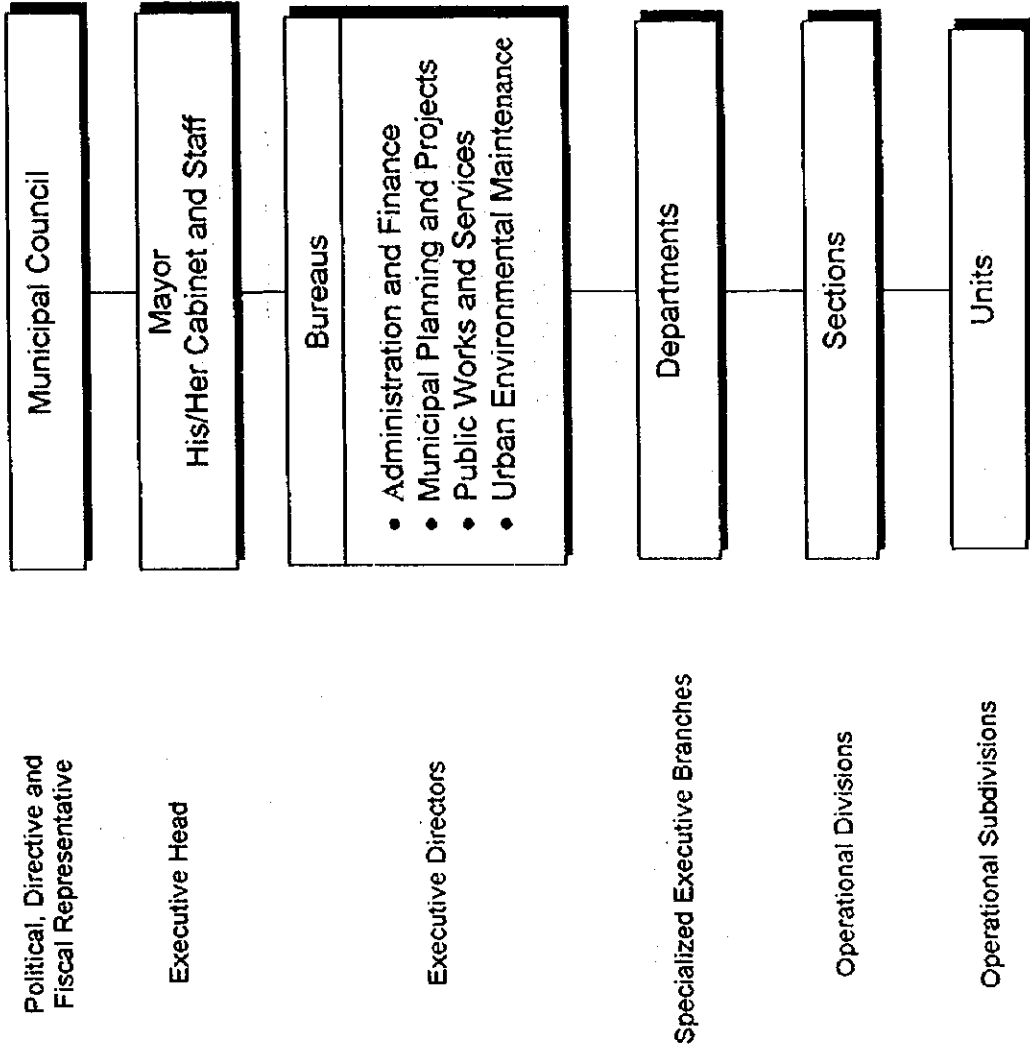 Political, Directive and
Fiscal Representative
Municipal Council
Executive Head
Mayor
His/Her Cabinet and Staff
Executive Directors
Bureaus
• Administration and Finance
• Municipal Planning and Projects
• Public Works and Services
• Urban Environmental Maintenance
Specialized Executive Branches
Departments
Operational Divisions
Sections
Operational Subdivisions
Units